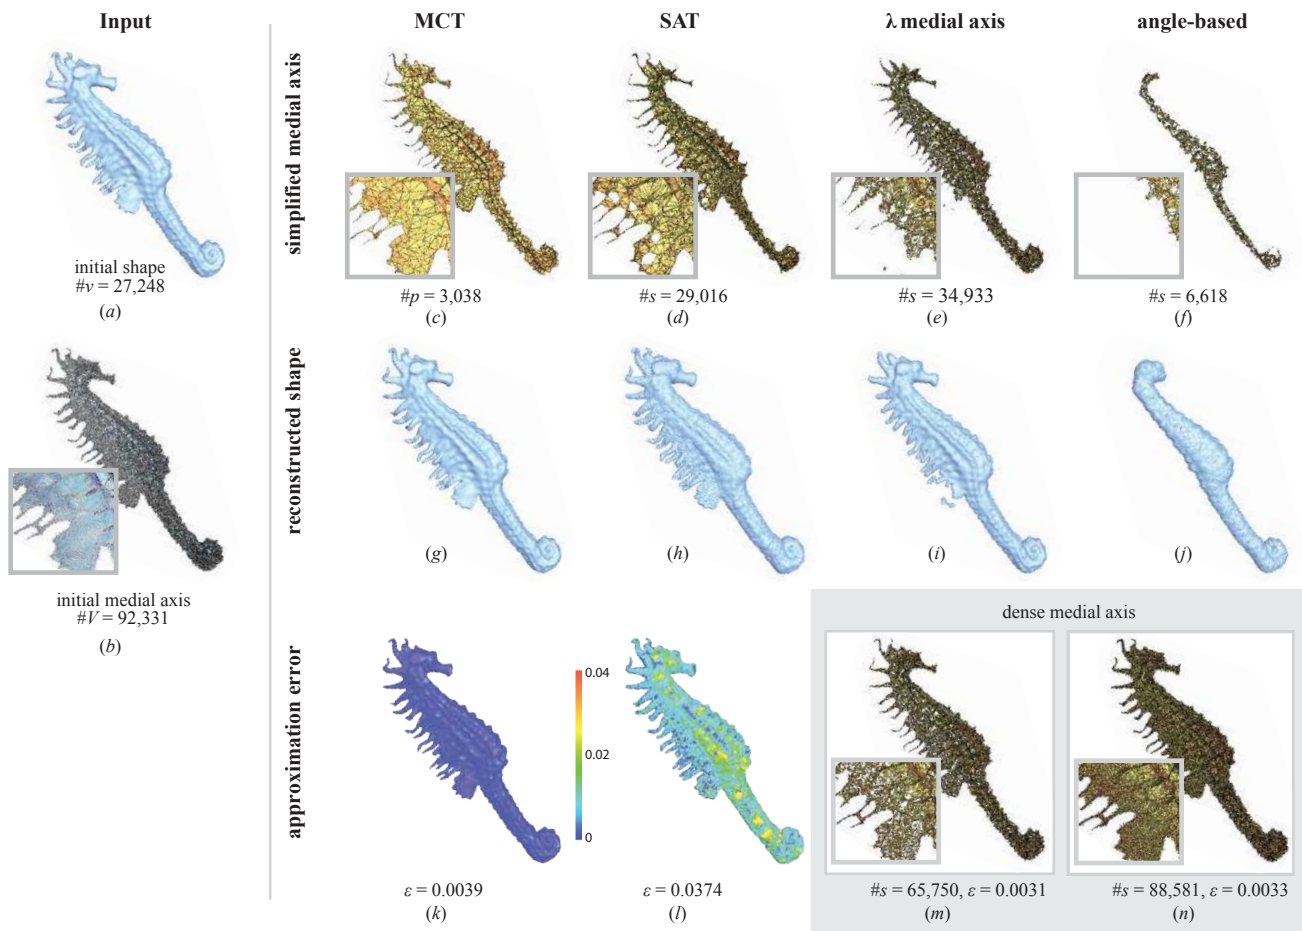 Input
MCT
SAT
λ medial axis
angle-based
simplified medial axis
initial shape
#v = 27,248
(a)
#p = 3,038
(c)
#s = 29,016
(d)
#s = 34,933
(e)
#s = 6,618
(f)
reconstructed shape
initial medial axis
#V = 92,331
(b)
(g)
(h)
(i)
(j)
approximation error
0.04
0.02
0
ε = 0.0039
(k)
ε = 0.0374
(l)
dense medial axis
#s = 65,750, ε = 0.0031
(m)
#s = 88,581, ε = 0.0033
(n)